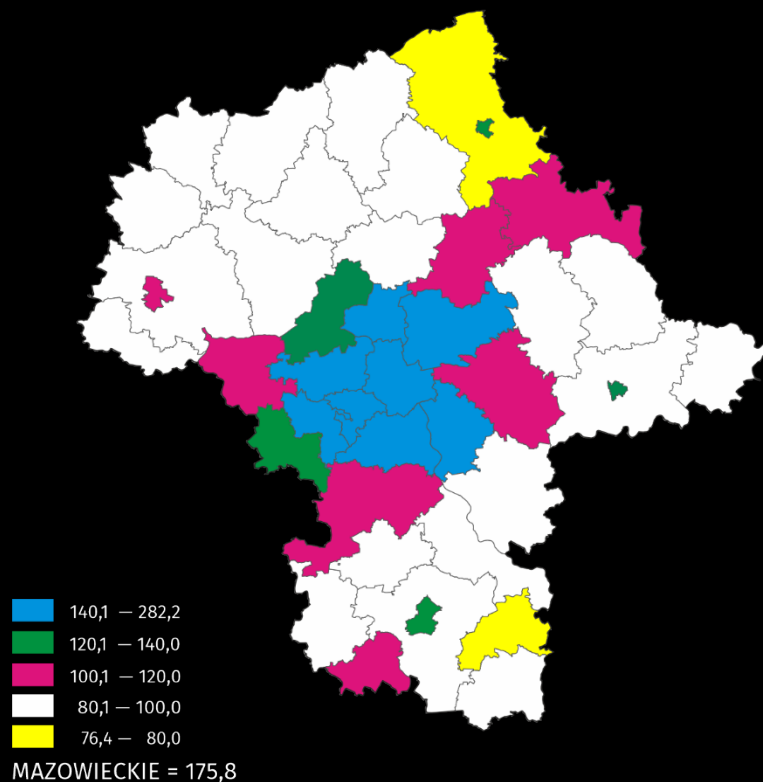 140,1 — 282,2
120,1 — 140,0
100,1 — 120,0
80,1 — 100,0
76,4 — 80,0
MAZOWIECKIE = 175,8